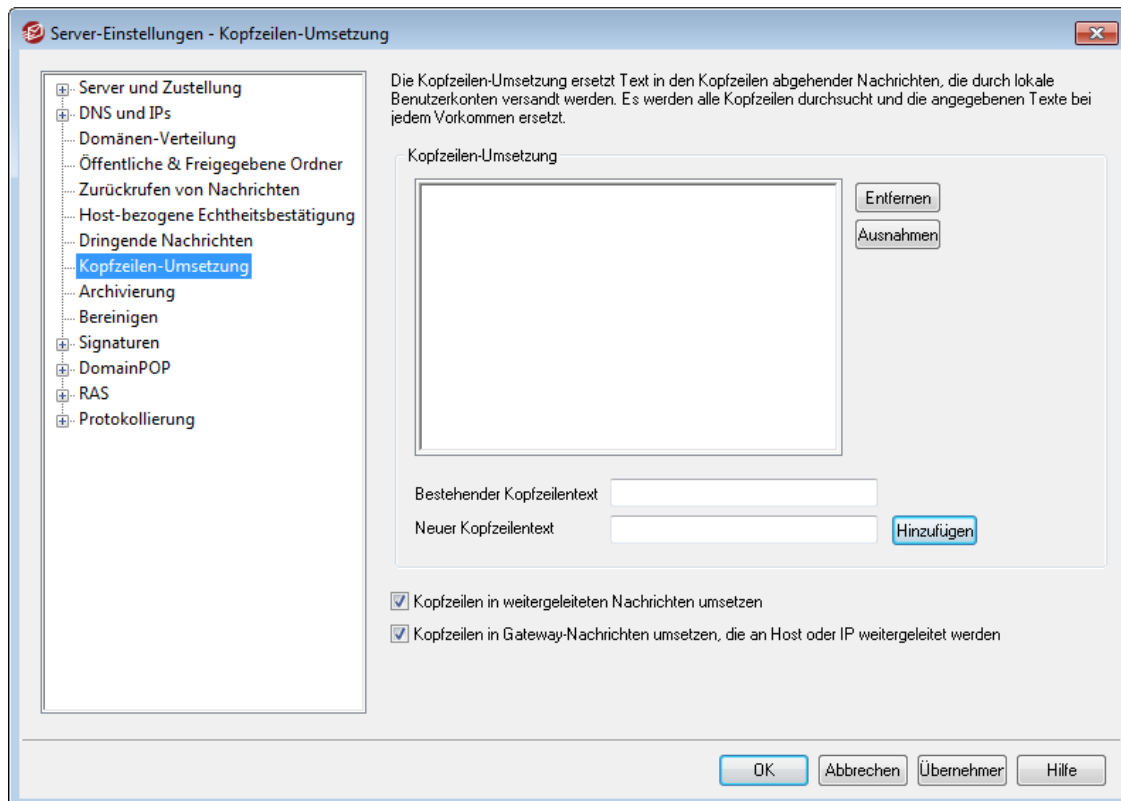 Server-Einstellungen - Kopfzeilen-Umsetzung
Server und Zustellung
DNS und IPs
Domänen-Verteilung
Öffentliche & Freigegebene Ordner
Zurückrufen von Nachrichten
Host-bezogene Echtheitsbestätigung
Dringende Nachrichten
Kopfzeilen-Umsetzung
Archivierung
Bereinigen
Signaturen
DomainPOP
RAS
Protokollierung
Die Kopfzeilen-Umsetzung ersetzt Text in den Kopfzeilen abgehender Nachrichten, die durch lokale
Benutzerkonten versandt werden. Es werden alle Kopfzeilen durchsucht und die angegebenen Texte bei
jedem Vorkommen ersetzt.
Kopfzeilen-Umsetzung
Entfernen
Ausnahmen
Bestehender Kopfzeilentext
Neuer Kopfzeilentext
Hinzufügen
Kopfzeilen in weitergeleiteten Nachrichten umsetzen
Kopfzeilen in Gateway-Nachrichten umsetzen, die an Host oder IP weitergeleitet werden
OK
Abbrechen
Übernehmer
Hilfe